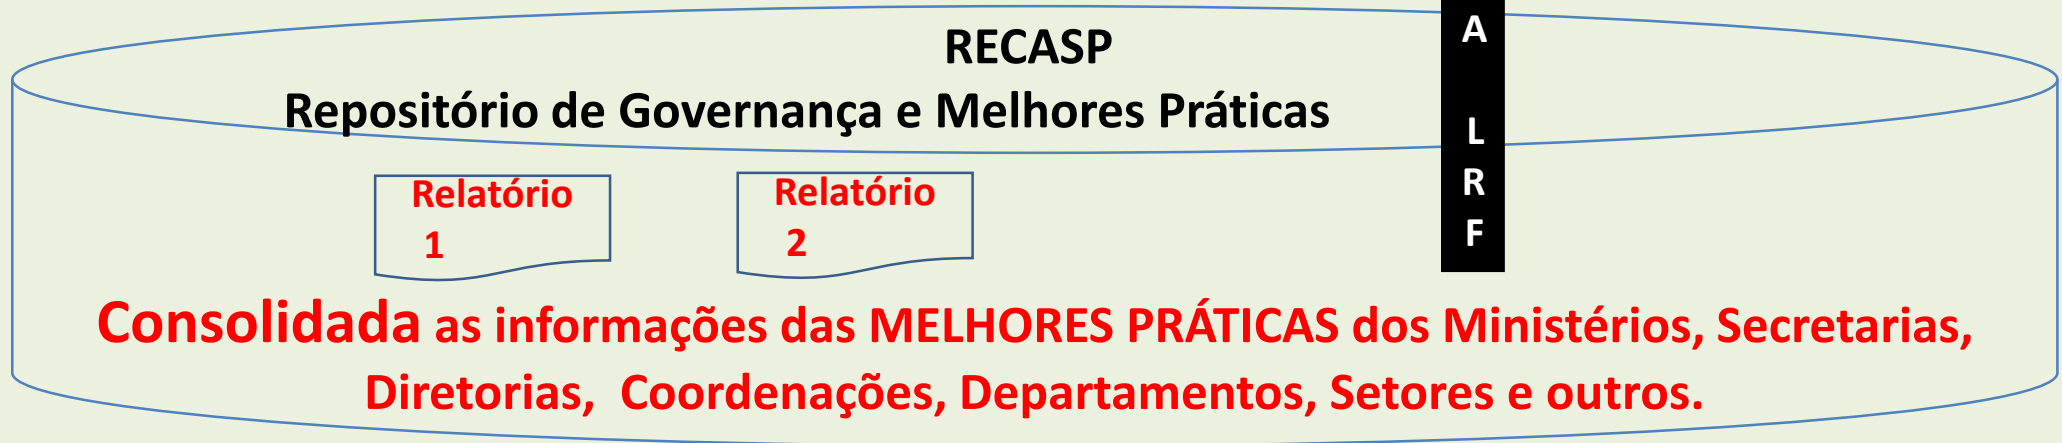 RECASP
Repositório de Governança e Melhores Práticas
Relatório
1
Relatório
2
A
L
R
F
Consolidada as informações das MELHORES PRÁTICAS dos Ministérios, Secretarias,
Diretorias, Coordenações, Departamentos, Setores e outros.